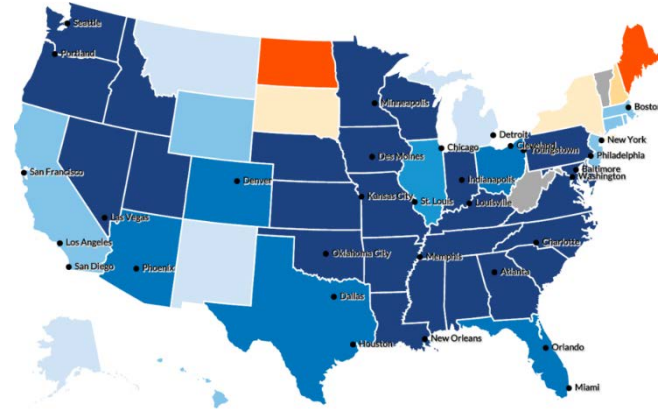 Seattle
Portland
Minneapolis
Boston
Detroit
Chicago
Cleveland
Youngstown
New York
Des Moines
Philadelphia
San Francisco
Denver
Indianapolis
Baltimore
Washington
Kansas City
St. Louis
Louisville
Las Vegas
Los Angeles
Charlotte
San Diego
Phoenix
Oklahoma City
Memphis
Atlanta
Dallas
Houston
New Orleans
Orlando
Miami